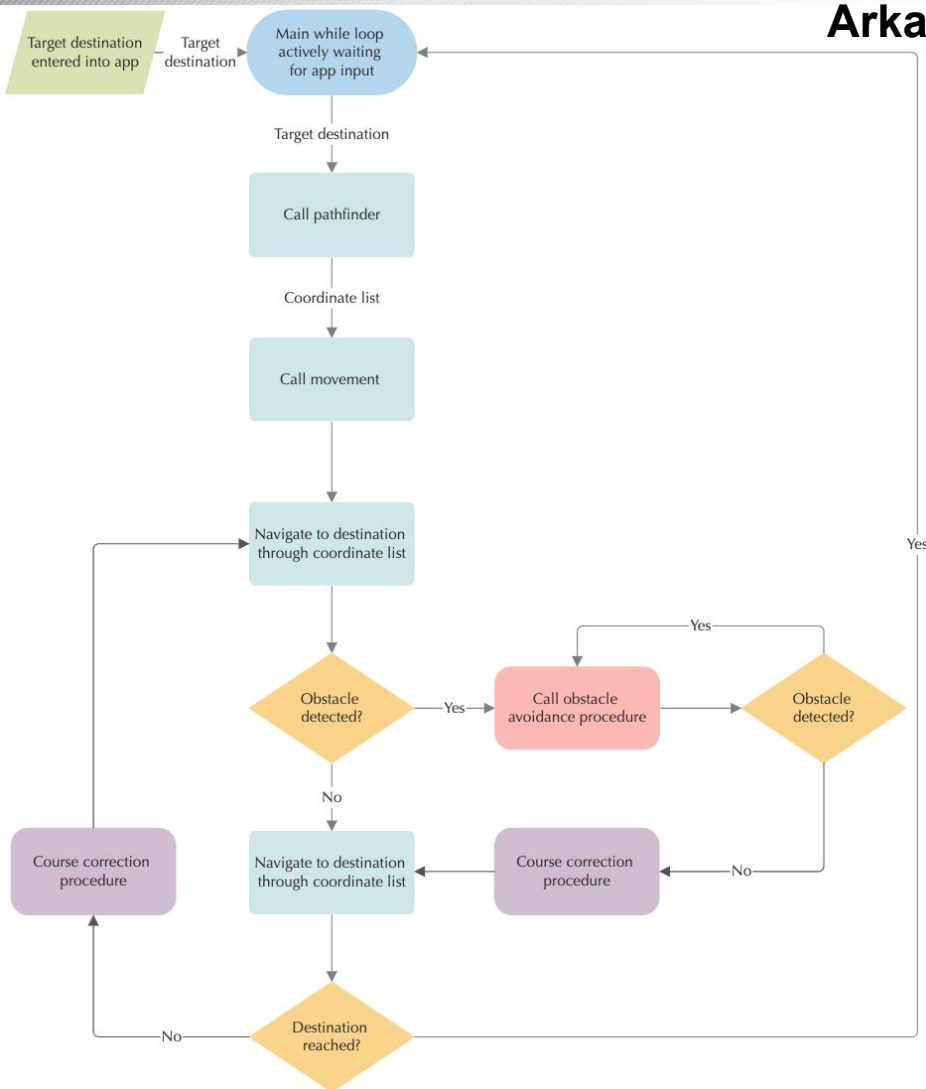 Arka
Target destination
entered into app
Target
destination
Main while loop
actively waiting
for app input
Target destination
Call pathfinder
Coordinate list
Call movement
Navigate to destination
through coordinate list
Yes
Yes
Obstacle
detected?
Yes
Call obstacle
avoidance procedure
Obstacle
detected?
No
Course correction
procedure
Navigate to destination
through coordinate list
Course correction
procedure
No
No
Destination
reached?